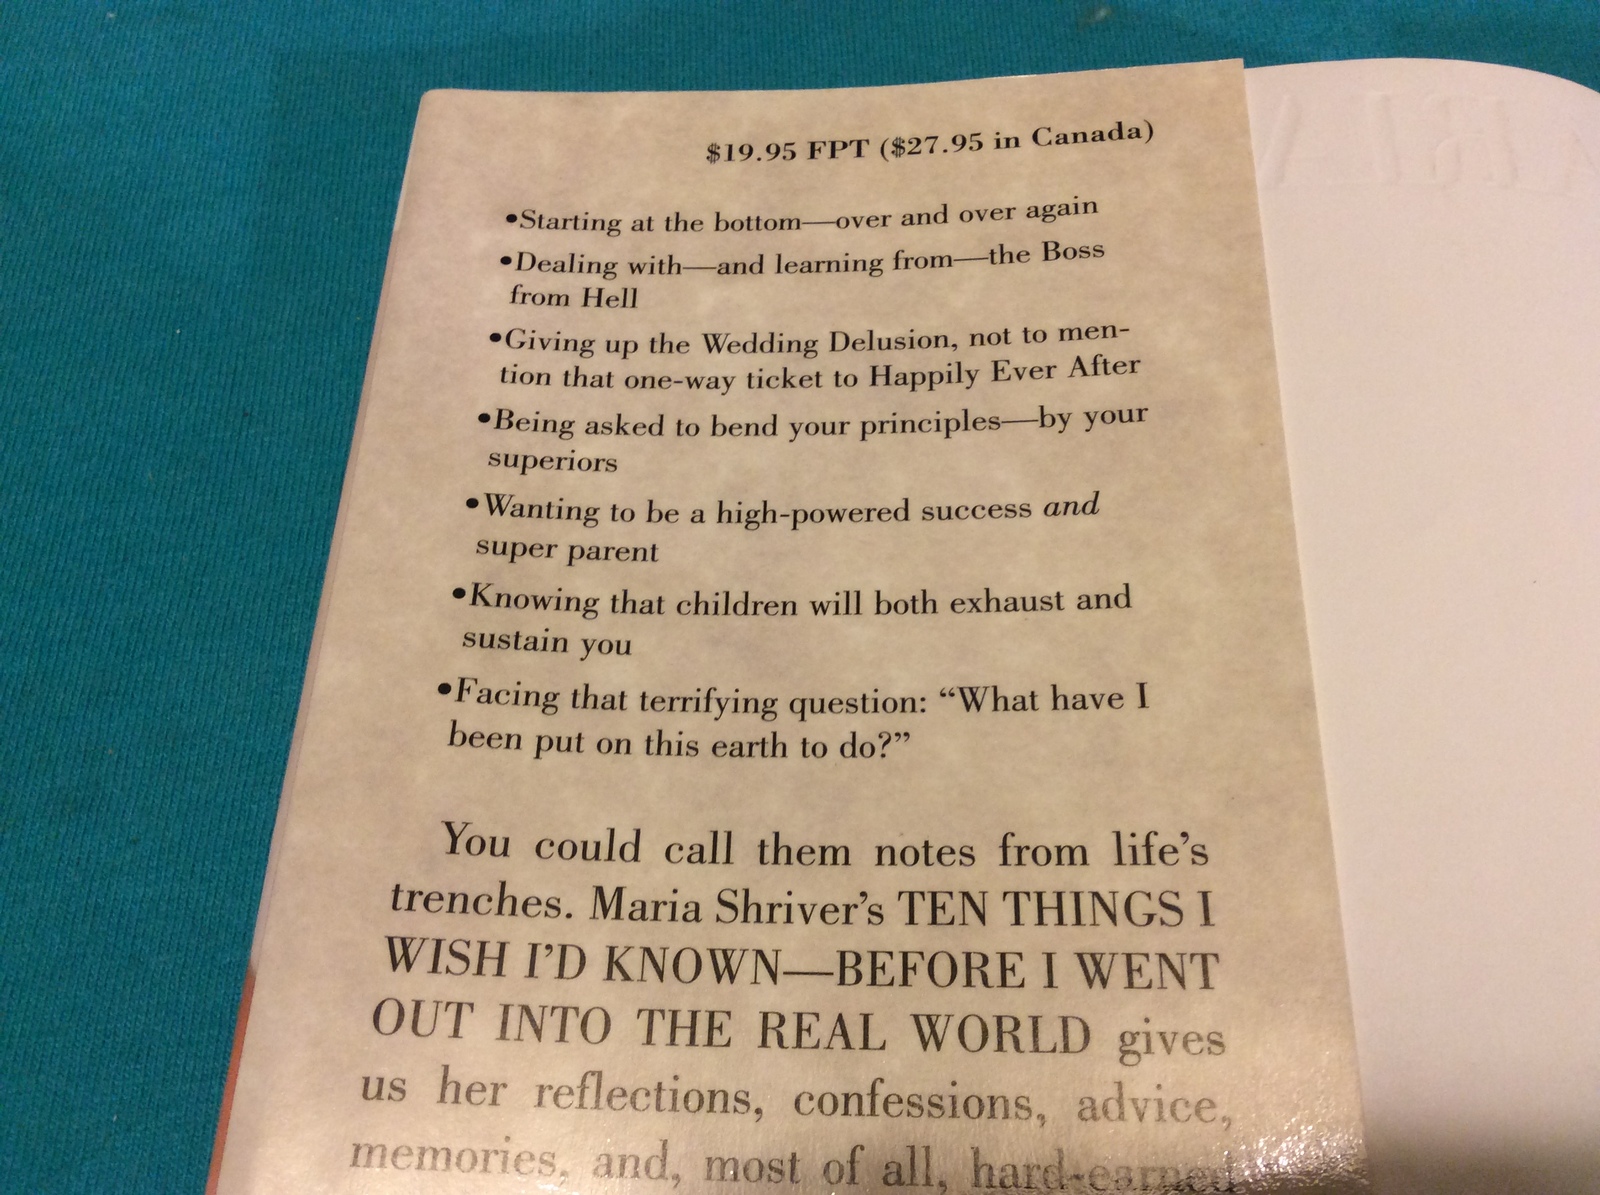 $19.95 FPT ($27.95 in Canada)
•Starting at the bottom—over and over again
•Dealing with—and learning from—the Boss
from Hell
•Giving up the Wedding Delusion, not to men-
tion that one-way ticket to Happily Ever After
•Being asked to bend your principles—by your
superiors
•Wanting to be a high-powered success and
super parent
•Knowing that children will both exhaust and
sustain you
•Facing that terrifying question: “What have I
been put on this earth to do?”
You could call them notes from life’s
trenches. Maria Shriver’s TEN THINGS I
WISH I’D KNOWN—BEFORE I WENT
OUT INTO THE REAL WORLD gives
us her reflections, confessions, advice,
memories, and, most of all, hard-earned